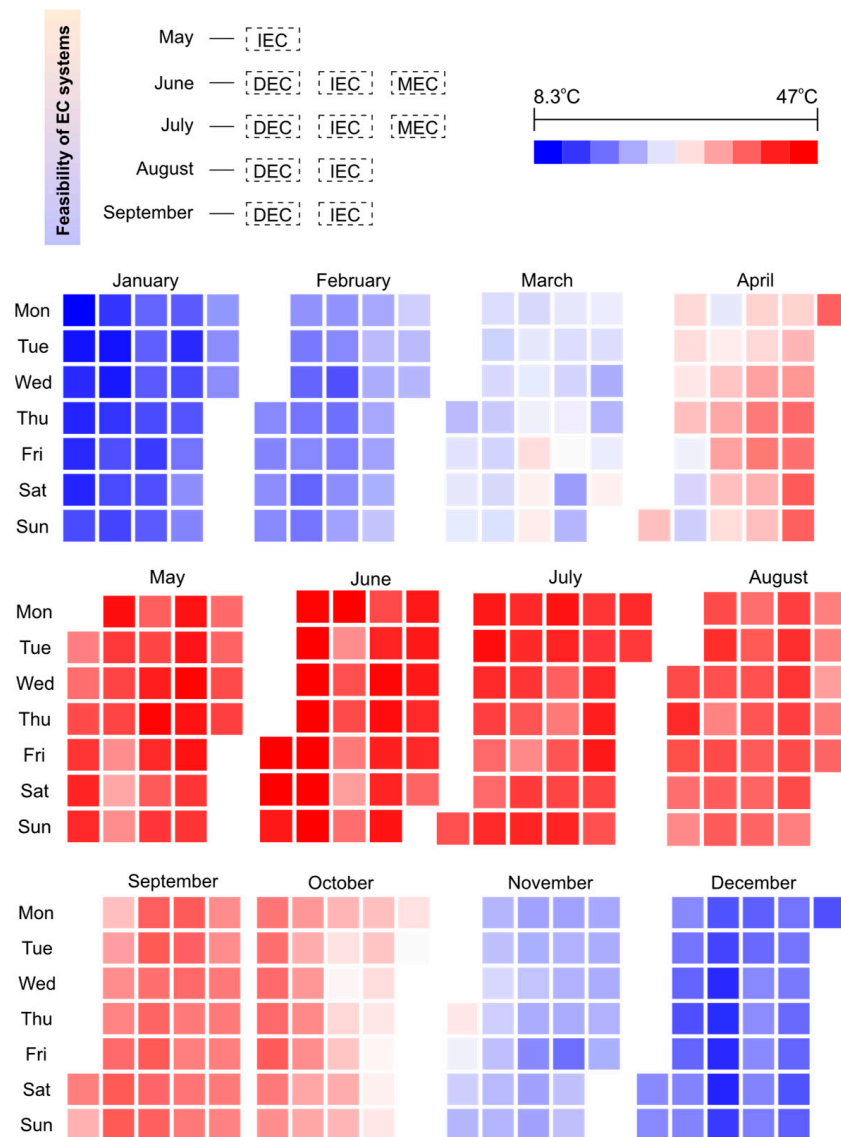 Feasibility of EC systems
May — IEC
June — DEC IEC MEC
July — DEC IEC MEC
August — DEC IEC
September — DEC IEC
8.3°C 47°C
January February March April
Mon
Tue
Wed
Thu
Fri
Sat
Sun
May June July August
Mon
Tue
Wed
Thu
Fri
Sat
Sun
September October November December
Mon
Tue
Wed
Thu
Fri
Sat
Sun